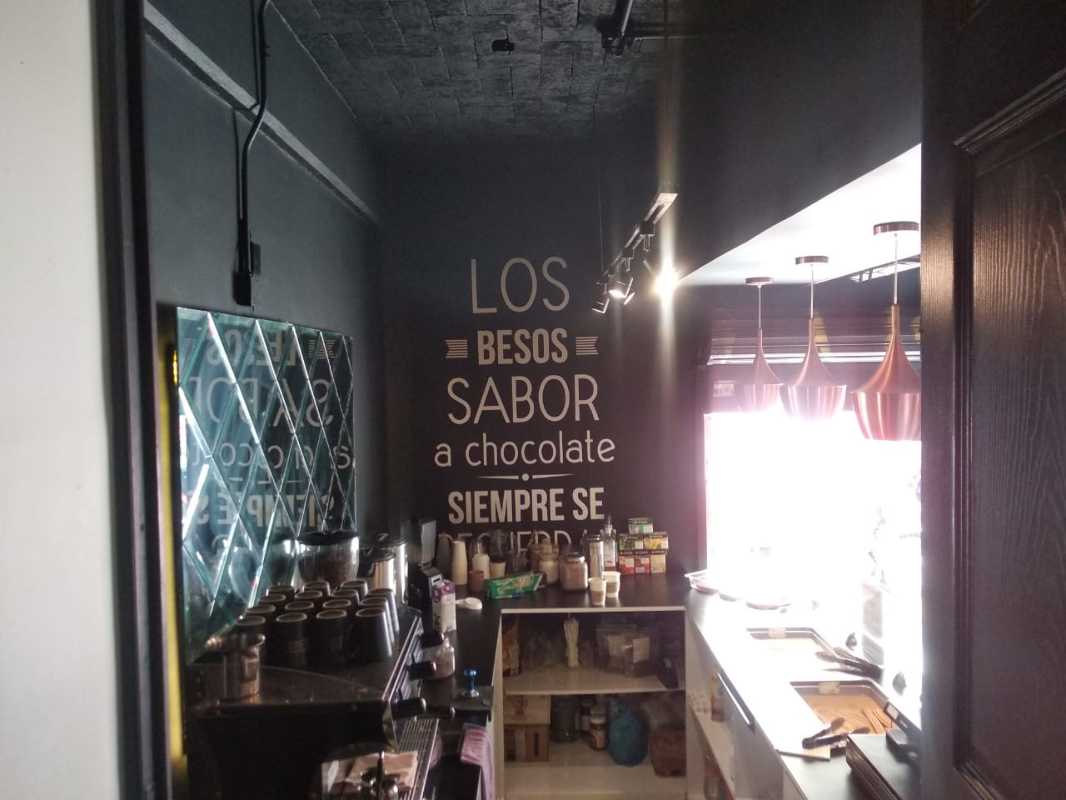 LOS
BESOS
SABOR
a chocolate
SIEMPRE SE